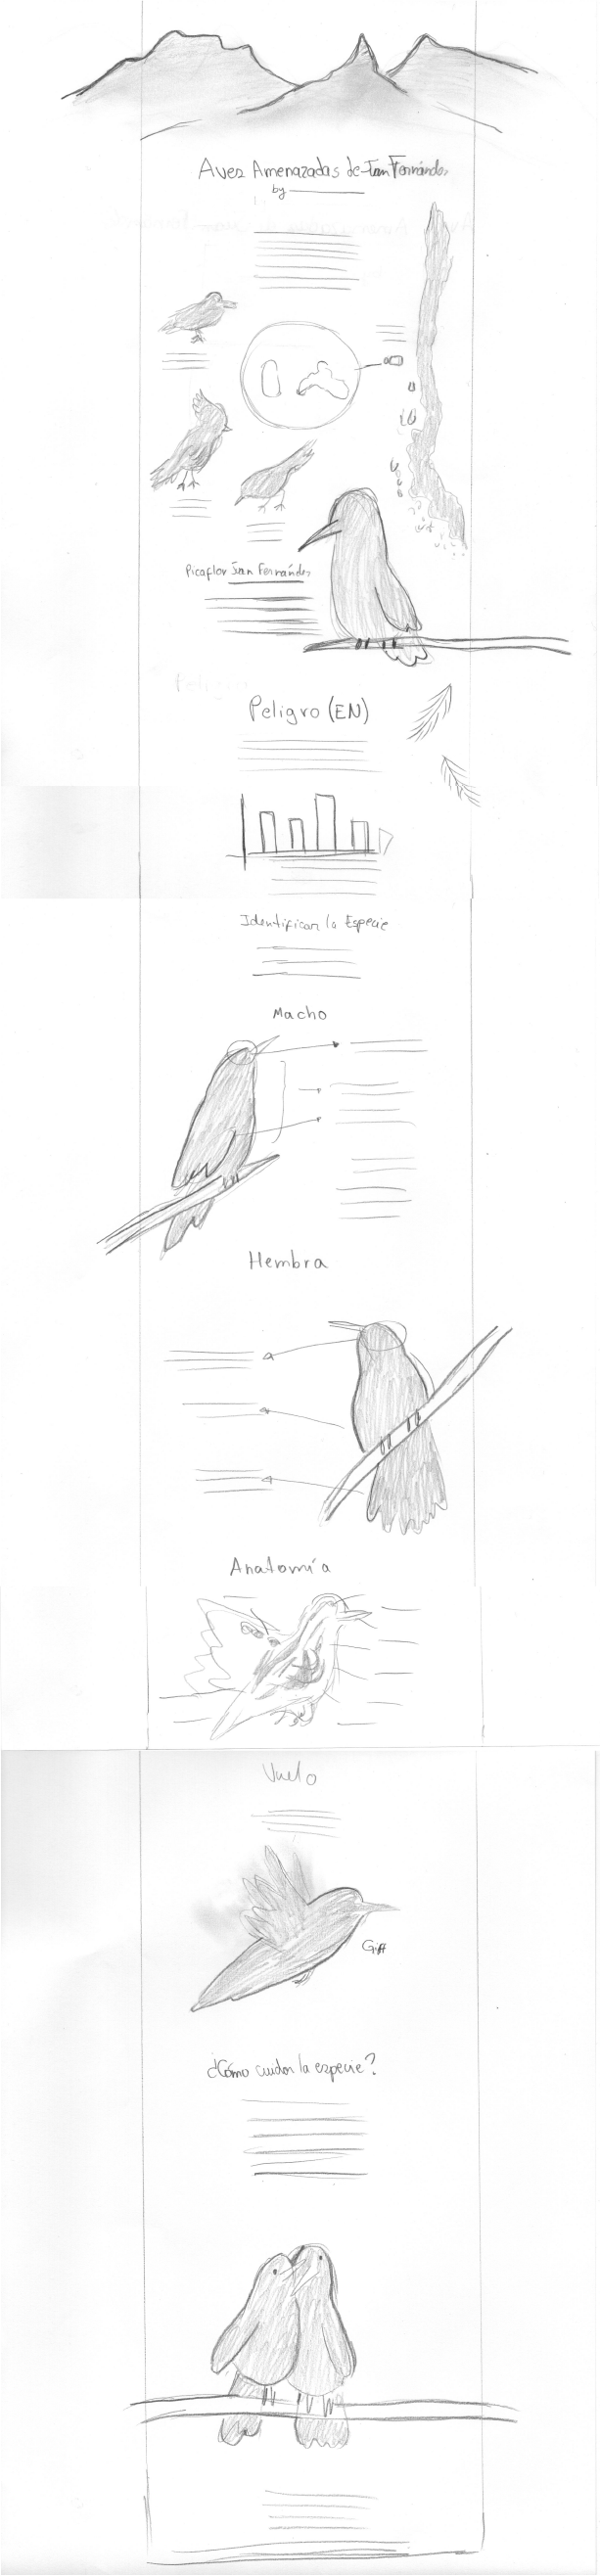 Aves Amenazadas de Juan Fernández
by
Picaflor Juan Fernández
Peligro (EN)
Identificar la Especie
Macho
Hembra
Anatomía
Vuelo
Gif
¿Cómo cuidar la especie?